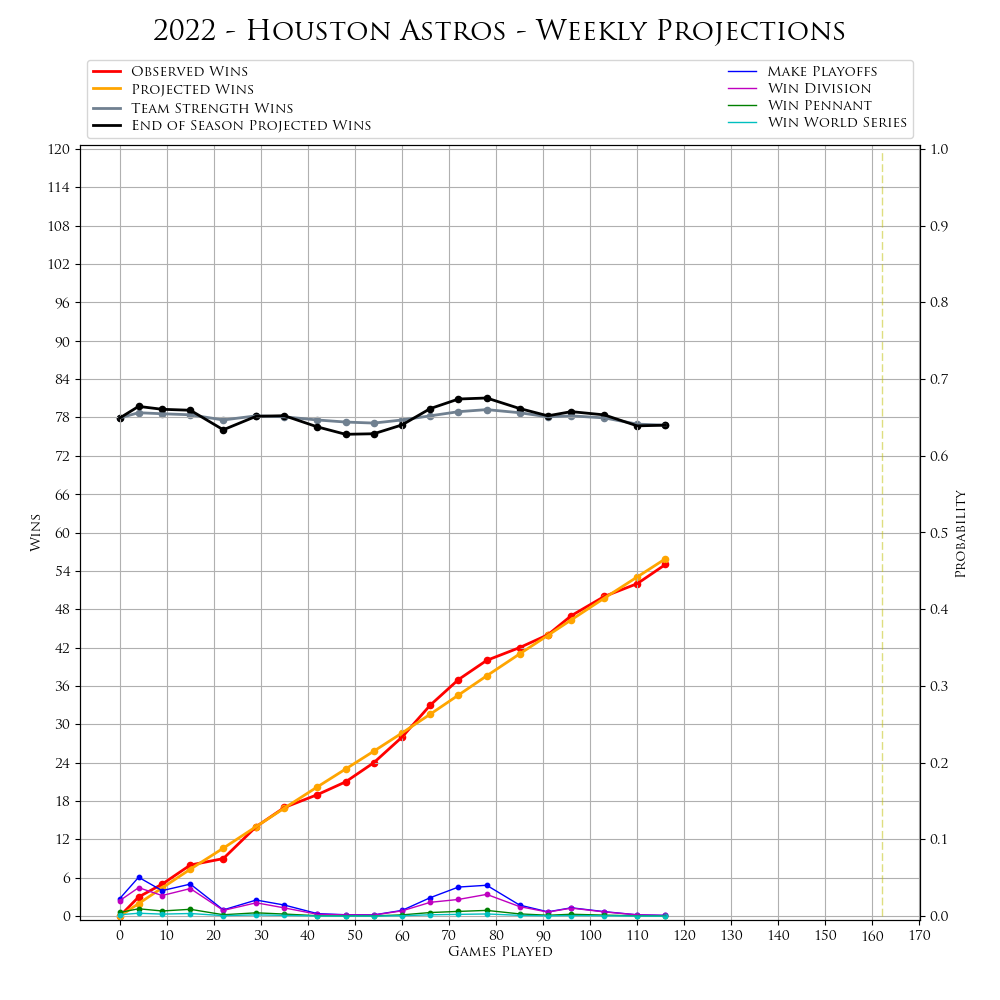 2022 - Houston Astros - Weekly Projections
Observed Wins
Projected Wins
Team Strength Wins
End of Season Projected Wins
Make Playoffs
Win Division
Win Pennant
Win World Series
120
114
108
102
96
90
84
78
72
66
60
54
48
42
36
30
24
18
12
6
0
Wins
1.0
0.9
0.8
0.7
0.6
0.5
0.4
0.3
0.2
0.1
0.0
Probability
0 10 20 30 40 50 60 70 80 90 100 110 120 130 140 150 160 170
Games Played